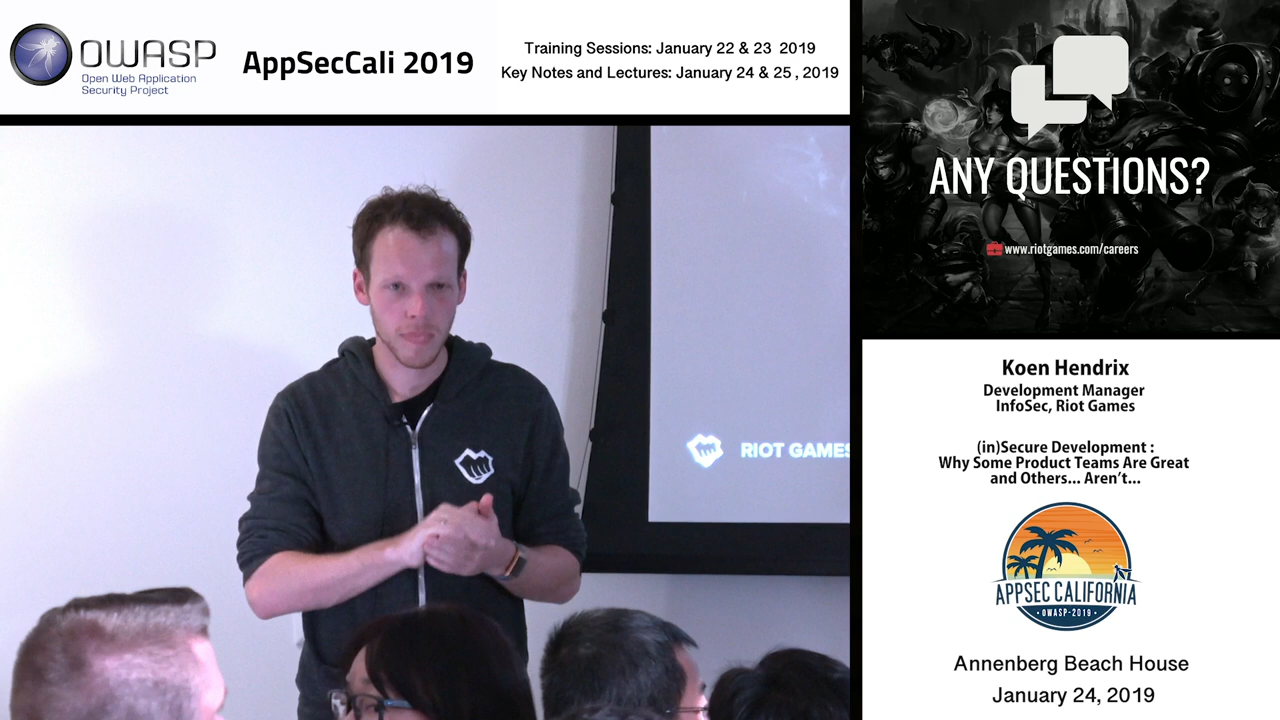 OWASP
Open Web Application
Security Project
AppSecCali 2019
Training Sessions: January 22 & 23 2019
Key Notes and Lectures: January 24 & 25 , 2019
RIOT GAMES
ANY QUESTIONS?
www.riotgames.com/careers
Koen Hendrix
Development Manager
InfoSec, Riot Games
(in)Secure Development :
Why Some Product Teams Are Great
and Others... Aren't...
APPSEC CALIFORNIA
• OWASP-2019 •
Annenberg Beach House
January 24, 2019